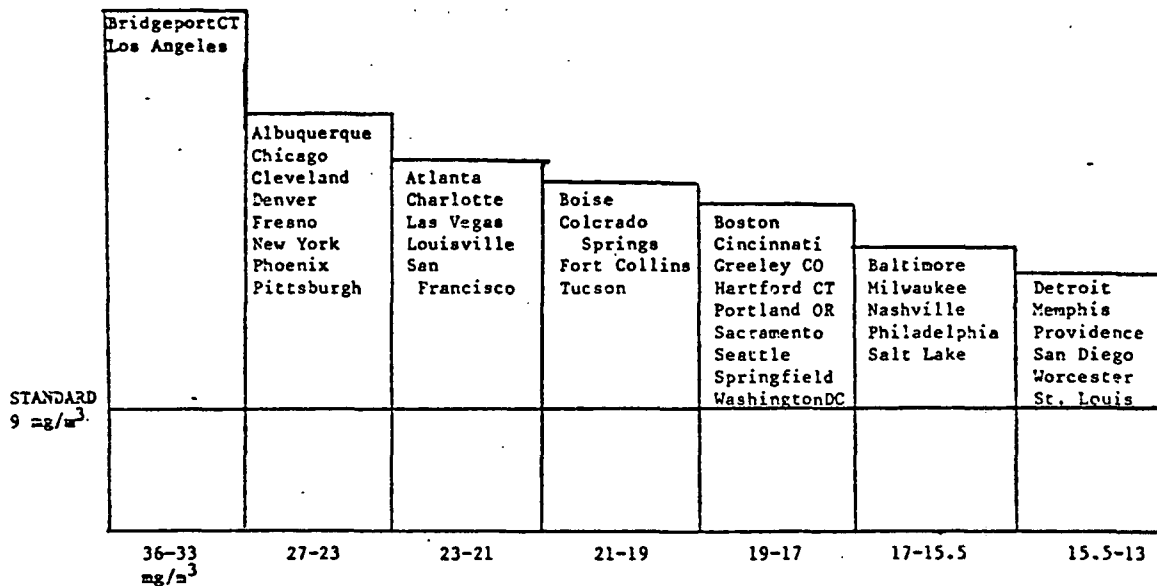 BridgeportCT
Los Angeles
Albuquerque
Chicago
Cleveland
Denver
Fresno
New York
Phoenix
Pittsburgh
Atlanta
Charlotte
Las Vegas
Louisville
San
Francisco
Boise
Colorado
Springs
Fort Collins
Tucson
Boston
Cincinnati
Greeley CO
Hartford CT
Portland OR
Sacramento
Seattle
Springfield
WashingtonDC
Baltimore
Milwaukee
Nashville
Philadelphia
Salt Lake
Detroit
Memphis
Providence
San Diego
Worcester
St. Louis
STANDARD
9 mg/m³
36-33
mg/m³
27-23
23-21
21-19
19-17
17-15.5
15.5-13